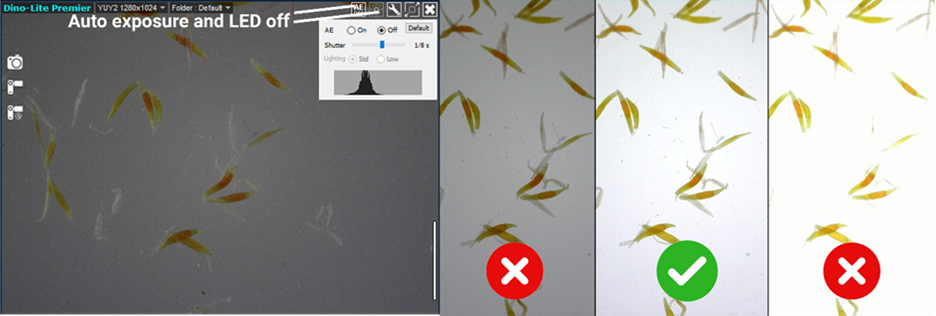 Dino-Lite Premier YUY2 1280x1024 Folder : Default AE
Auto exposure and LED off
AE On Off Default
Shutter 1/8 s
Lighting Std Low